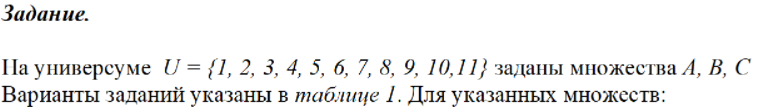 Задание.
На универсуме U = {1, 2, 3, 4, 5, 6, 7, 8, 9, 10,11} заданы множества A, B, C
Варианты заданий указаны в таблице 1. Для указанных множеств: